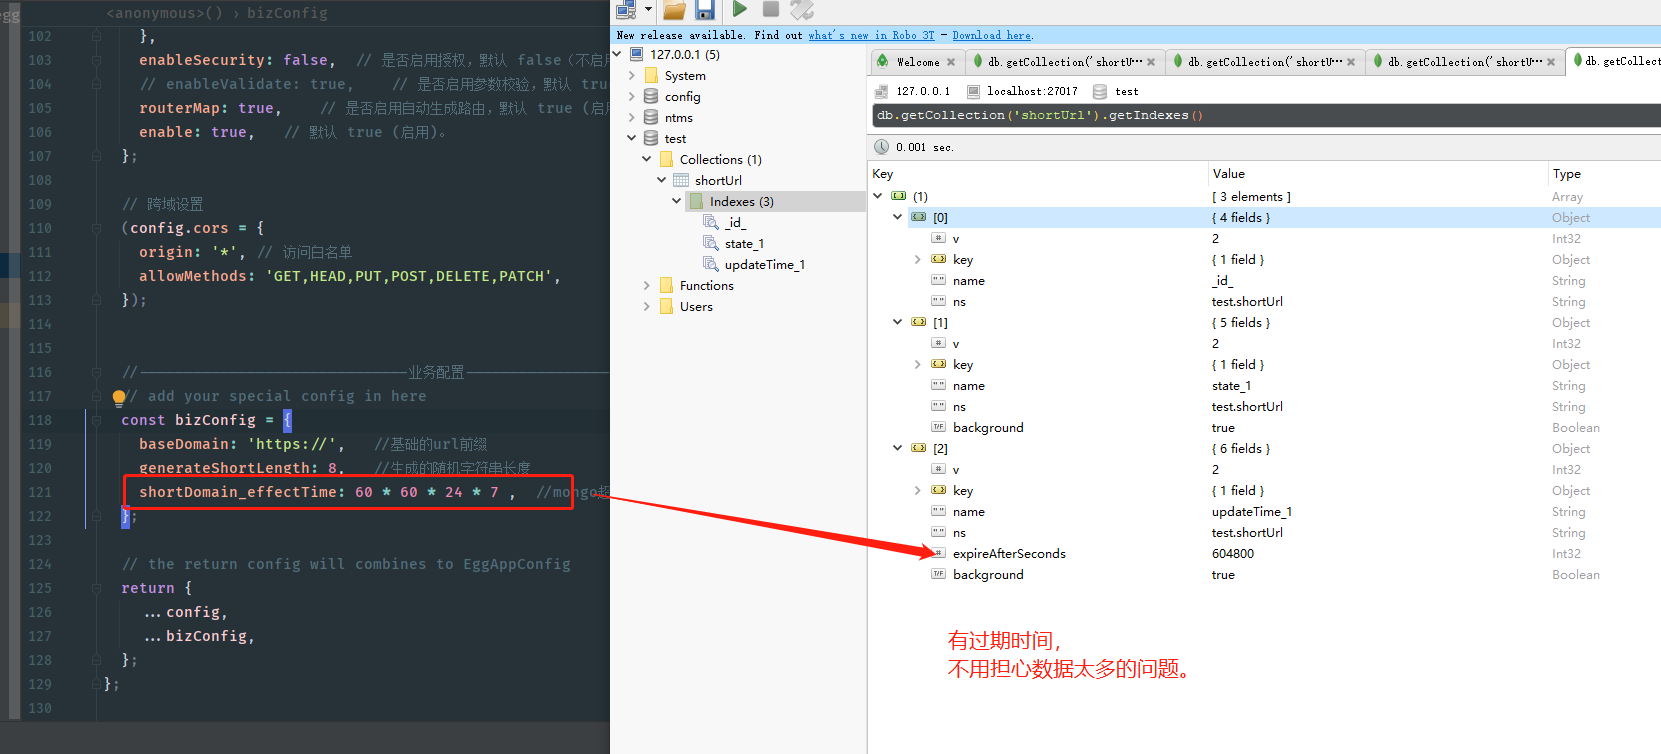 egg
<anonymous>() › bizConfig
102 },
103 enableSecurity: false, // 是否启用授权，默认 false（不启用
104 // enableValidate: true, // 是否启用参数校验，默认 true
105 routerMap: true, // 是否启用自动生成路由，默认 true (启用
106 enable: true, // 默认 true (启用)。
107 };
108
109 // 跨域设置
110 (config.cors = {
111 origin: '*', // 访问白名单
112 allowMethods: 'GET,HEAD,PUT,POST,DELETE,PATCH',
113 });
114
115
116 //------------------------------业务配置----------------
117 // add your special config in here
118 const bizConfig = {
119 baseDomain: 'https://', //基础的url前缀
120 generateShortLength: 8, //生成的随机字符串长度
121 shortDomain_effectTime: 60 * 60 * 24 * 7 , //mongo超
122 };
123
124 // the return config will combines to EggAppConfig
125 return {
126 ...config,
127 ...bizConfig,
128 };
129 };
130
New release available. Find out what's new in Robo 3T — Download here.
127.0.0.1 (5)
System
config
ntms
test
Collections (1)
shortUrl
Indexes (3)
_id_
state_1
updateTime_1
Functions
Users
Welcome × db.getCollection('shortU··· × db.getCollection('shortU··· × db.getCollection('shortU··· × db.getCollect
127.0.0.1 localhost:27017 test
db.getCollection('shortUrl').getIndexes()
0.001 sec.
Key Value Type
(1) [ 3 elements ] Array
[0] { 4 fields } Object
v 2 Int32
key { 1 field } Object
name _id_ String
ns test.shortUrl String
[1] { 5 fields } Object
v 2 Int32
key { 1 field } Object
name state_1 String
ns test.shortUrl String
background true Boolean
[2] { 6 fields } Object
v 2 Int32
key { 1 field } Object
name updateTime_1 String
ns test.shortUrl String
expireAfterSeconds 604800 Int32
background true Boolean
有过期时间，
不用担心数据太多的问题。